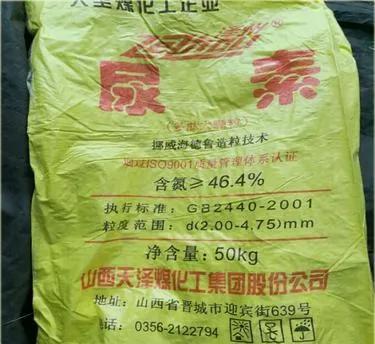 天泽煤化工企业
尿素
挪威海德鲁造粒技术
通过ISO9001质量管理体系认证
含氮≥46.4%
执行标准：GB2440-2001
粒度范围：d(2.00-4.75)mm
净含量：50kg
山西天泽煤化工集团股份公司
地址：山西省晋城市迎宾街639号
电话：0356-2122794